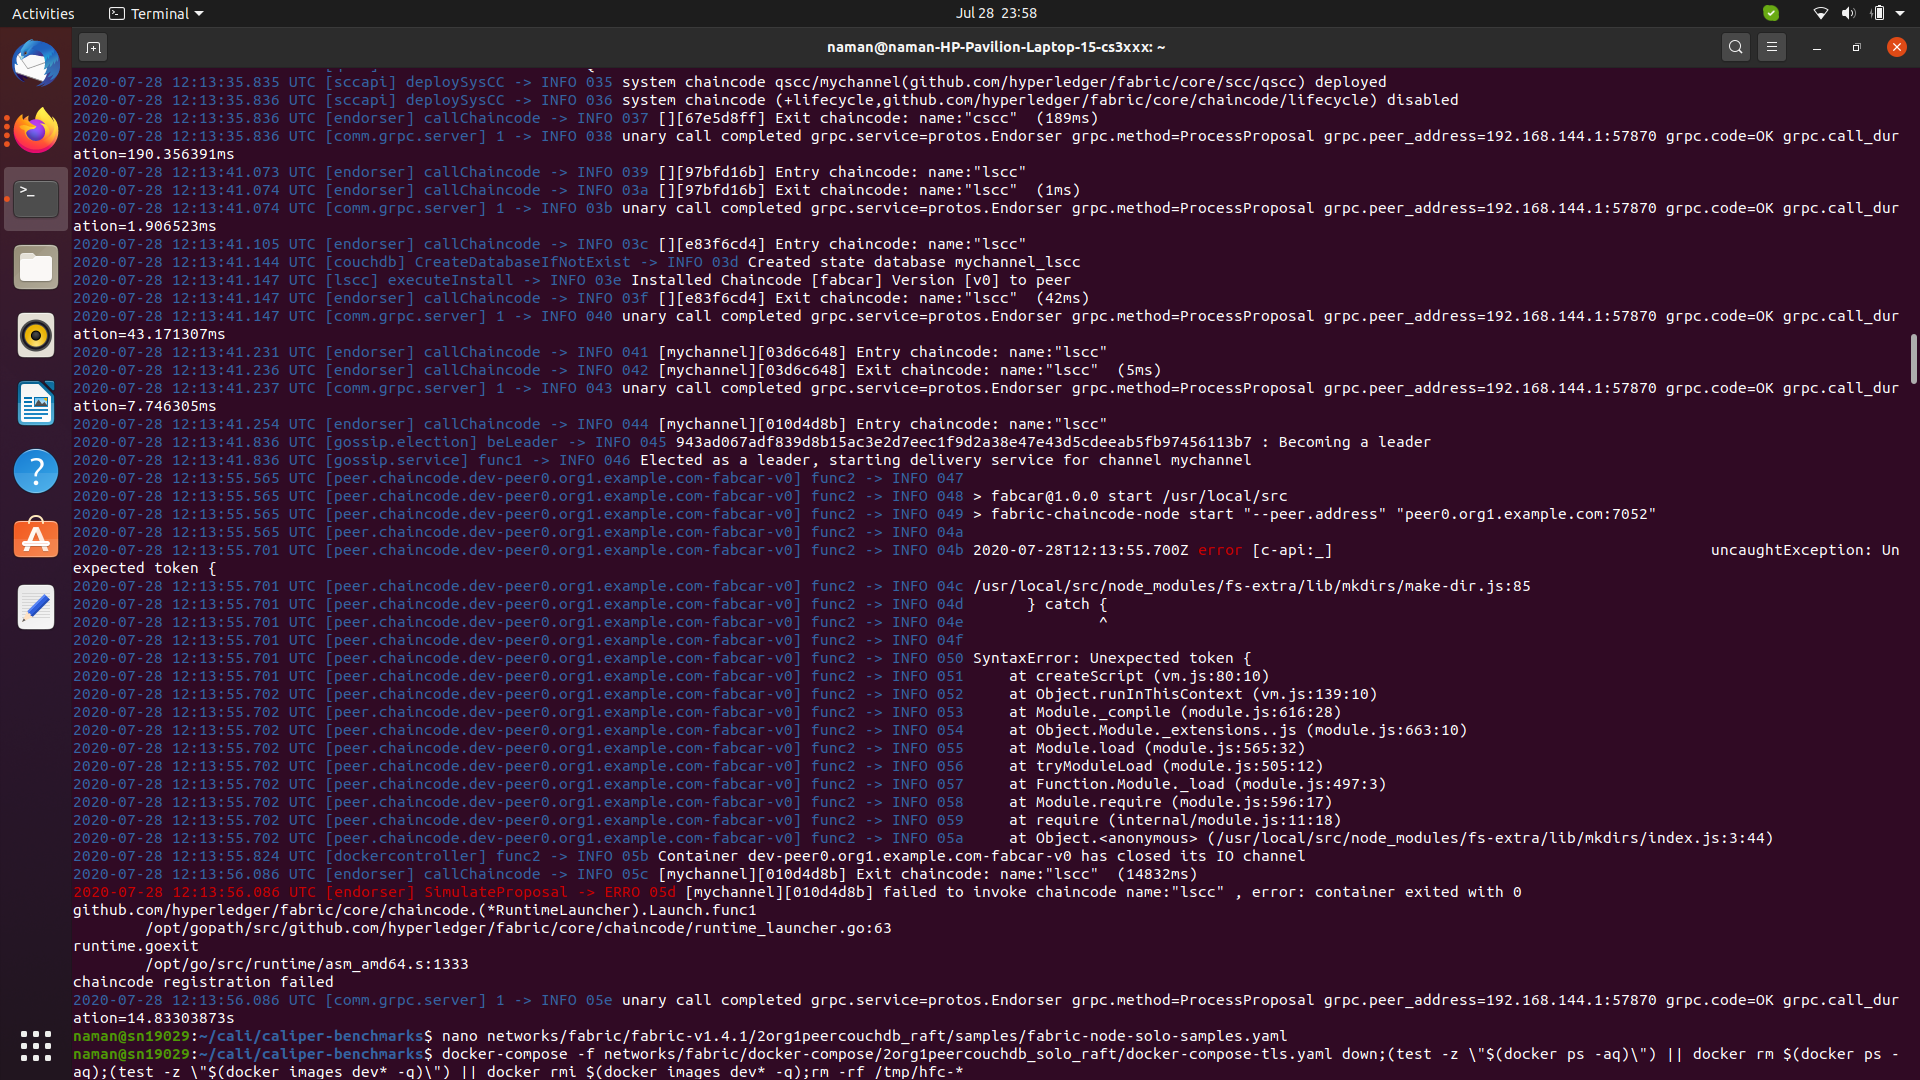 Activities
Terminal
Jul 28 23:58
naman@naman-HP-Pavilion-Laptop-15-cs3xxx: ~
2020-07-28 12:13:35.835 UTC [sccapi] deploySysCC -> INFO 035 system chaincode qscc/mychannel(github.com/hyperledger/fabric/core/scc/qscc) deployed
2020-07-28 12:13:35.836 UTC [sccapi] deploySysCC -> INFO 036 system chaincode (+lifecycle,github.com/hyperledger/fabric/core/chaincode/lifecycle) disabled
2020-07-28 12:13:35.836 UTC [endorser] callChaincode -> INFO 037 [][67e5d8ff] Exit chaincode: name:"cscc"  (189ms)
2020-07-28 12:13:35.836 UTC [comm.grpc.server] 1 -> INFO 038 unary call completed grpc.service=protos.Endorser grpc.method=ProcessProposal grpc.peer_address=192.168.144.1:57870 grpc.code=OK grpc.call_dur
ation=190.356391ms
2020-07-28 12:13:41.073 UTC [endorser] callChaincode -> INFO 039 [][97bfd16b] Entry chaincode: name:"lscc"
2020-07-28 12:13:41.074 UTC [endorser] callChaincode -> INFO 03a [][97bfd16b] Exit chaincode: name:"lscc"  (1ms)
2020-07-28 12:13:41.074 UTC [comm.grpc.server] 1 -> INFO 03b unary call completed grpc.service=protos.Endorser grpc.method=ProcessProposal grpc.peer_address=192.168.144.1:57870 grpc.code=OK grpc.call_dur
ation=1.906523ms
2020-07-28 12:13:41.105 UTC [endorser] callChaincode -> INFO 03c [][e83f6cd4] Entry chaincode: name:"lscc"
2020-07-28 12:13:41.144 UTC [couchdb] CreateDatabaseIfNotExist -> INFO 03d Created state database mychannel_lscc
2020-07-28 12:13:41.147 UTC [lscc] executeInstall -> INFO 03e Installed Chaincode [fabcar] Version [v0] to peer
2020-07-28 12:13:41.147 UTC [endorser] callChaincode -> INFO 03f [][e83f6cd4] Exit chaincode: name:"lscc"  (42ms)
2020-07-28 12:13:41.147 UTC [comm.grpc.server] 1 -> INFO 040 unary call completed grpc.service=protos.Endorser grpc.method=ProcessProposal grpc.peer_address=192.168.144.1:57870 grpc.code=OK grpc.call_dur
ation=43.171307ms
2020-07-28 12:13:41.231 UTC [endorser] callChaincode -> INFO 041 [mychannel][03d6c648] Entry chaincode: name:"lscc"
2020-07-28 12:13:41.236 UTC [endorser] callChaincode -> INFO 042 [mychannel][03d6c648] Exit chaincode: name:"lscc"  (5ms)
2020-07-28 12:13:41.237 UTC [comm.grpc.server] 1 -> INFO 043 unary call completed grpc.service=protos.Endorser grpc.method=ProcessProposal grpc.peer_address=192.168.144.1:57870 grpc.code=OK grpc.call_dur
ation=7.746305ms
2020-07-28 12:13:41.254 UTC [endorser] callChaincode -> INFO 044 [mychannel][010d4d8b] Entry chaincode: name:"lscc"
2020-07-28 12:13:41.836 UTC [gossip.election] beLeader -> INFO 045 943ad067adf839d8b15ac3e2d7eec1f9d2a38e47e43d5cdeeab5fb97456113b7 : Becoming a leader
2020-07-28 12:13:41.836 UTC [gossip.service] func1 -> INFO 046 Elected as a leader, starting delivery service for channel mychannel
2020-07-28 12:13:55.565 UTC [peer.chaincode.dev-peer0.org1.example.com-fabcar-v0] func2 -> INFO 047
2020-07-28 12:13:55.565 UTC [peer.chaincode.dev-peer0.org1.example.com-fabcar-v0] func2 -> INFO 048 > fabcar@1.0.0 start /usr/local/src
2020-07-28 12:13:55.565 UTC [peer.chaincode.dev-peer0.org1.example.com-fabcar-v0] func2 -> INFO 049 > fabric-chaincode-node start "--peer.address" "peer0.org1.example.com:7052"
2020-07-28 12:13:55.565 UTC [peer.chaincode.dev-peer0.org1.example.com-fabcar-v0] func2 -> INFO 04a
2020-07-28 12:13:55.701 UTC [peer.chaincode.dev-peer0.org1.example.com-fabcar-v0] func2 -> INFO 04b 2020-07-28T12:13:55.700Z error [c-api:_] uncaughtException: Un
expected token {
2020-07-28 12:13:55.701 UTC [peer.chaincode.dev-peer0.org1.example.com-fabcar-v0] func2 -> INFO 04c /usr/local/src/node_modules/fs-extra/lib/mkdirs/make-dir.js:85
2020-07-28 12:13:55.701 UTC [peer.chaincode.dev-peer0.org1.example.com-fabcar-v0] func2 -> INFO 04d       } catch {
2020-07-28 12:13:55.701 UTC [peer.chaincode.dev-peer0.org1.example.com-fabcar-v0] func2 -> INFO 04e               ^
2020-07-28 12:13:55.701 UTC [peer.chaincode.dev-peer0.org1.example.com-fabcar-v0] func2 -> INFO 04f
2020-07-28 12:13:55.701 UTC [peer.chaincode.dev-peer0.org1.example.com-fabcar-v0] func2 -> INFO 050 SyntaxError: Unexpected token {
2020-07-28 12:13:55.701 UTC [peer.chaincode.dev-peer0.org1.example.com-fabcar-v0] func2 -> INFO 051     at createScript (vm.js:80:10)
2020-07-28 12:13:55.702 UTC [peer.chaincode.dev-peer0.org1.example.com-fabcar-v0] func2 -> INFO 052     at Object.runInThisContext (vm.js:139:10)
2020-07-28 12:13:55.702 UTC [peer.chaincode.dev-peer0.org1.example.com-fabcar-v0] func2 -> INFO 053     at Module._compile (module.js:616:28)
2020-07-28 12:13:55.702 UTC [peer.chaincode.dev-peer0.org1.example.com-fabcar-v0] func2 -> INFO 054     at Object.Module._extensions..js (module.js:663:10)
2020-07-28 12:13:55.702 UTC [peer.chaincode.dev-peer0.org1.example.com-fabcar-v0] func2 -> INFO 055     at Module.load (module.js:565:32)
2020-07-28 12:13:55.702 UTC [peer.chaincode.dev-peer0.org1.example.com-fabcar-v0] func2 -> INFO 056     at tryModuleLoad (module.js:505:12)
2020-07-28 12:13:55.702 UTC [peer.chaincode.dev-peer0.org1.example.com-fabcar-v0] func2 -> INFO 057     at Function.Module._load (module.js:497:3)
2020-07-28 12:13:55.702 UTC [peer.chaincode.dev-peer0.org1.example.com-fabcar-v0] func2 -> INFO 058     at Module.require (module.js:596:17)
2020-07-28 12:13:55.702 UTC [peer.chaincode.dev-peer0.org1.example.com-fabcar-v0] func2 -> INFO 059     at require (internal/module.js:11:18)
2020-07-28 12:13:55.702 UTC [peer.chaincode.dev-peer0.org1.example.com-fabcar-v0] func2 -> INFO 05a     at Object.<anonymous> (/usr/local/src/node_modules/fs-extra/lib/mkdirs/index.js:3:44)
2020-07-28 12:13:55.824 UTC [dockercontroller] func2 -> INFO 05b Container dev-peer0.org1.example.com-fabcar-v0 has closed its IO channel
2020-07-28 12:13:56.086 UTC [endorser] callChaincode -> INFO 05c [mychannel][010d4d8b] Exit chaincode: name:"lscc"  (14832ms)
2020-07-28 12:13:56.086 UTC [endorser] SimulateProposal -> ERRO 05d [mychannel][010d4d8b] failed to invoke chaincode name:"lscc" , error: container exited with 0
github.com/hyperledger/fabric/core/chaincode.(*RuntimeLauncher).Launch.func1
/opt/gopath/src/github.com/hyperledger/fabric/core/chaincode/runtime_launcher.go:63
runtime.goexit
/opt/go/src/runtime/asm_amd64.s:1333
chaincode registration failed
2020-07-28 12:13:56.086 UTC [comm.grpc.server] 1 -> INFO 05e unary call completed grpc.service=protos.Endorser grpc.method=ProcessProposal grpc.peer_address=192.168.144.1:57870 grpc.code=OK grpc.call_dur
ation=14.83303873s
naman@sn19029:~/cali/caliper-benchmarks$ nano networks/fabric/fabric-v1.4.1/2org1peercouchdb_raft/samples/fabric-node-solo-samples.yaml
naman@sn19029:~/cali/caliper-benchmarks$ docker-compose -f networks/fabric/docker-compose/2org1peercouchdb_solo_raft/docker-compose-tls.yaml down;(test -z \"$(docker ps -aq)\") || docker rm $(docker ps -
aq);(test -z \"$(docker images dev* -q)\") || docker rmi $(docker images dev* -q);rm -rf /tmp/hfc-*